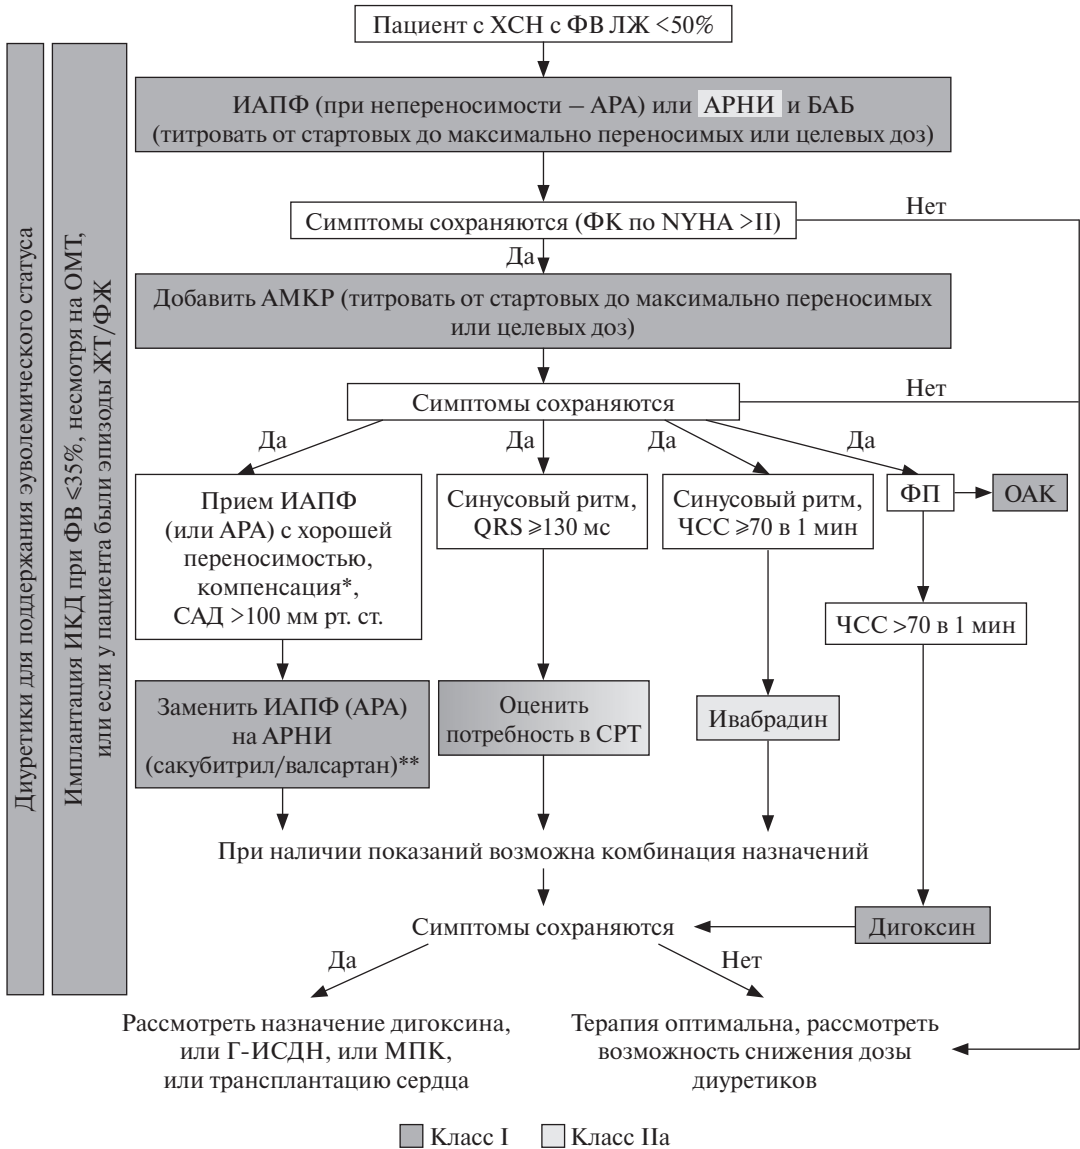 Пациент с ХСН с ФВ ЛЖ <50%
Диуретики для поддержания эуволемического статуса
Имплантация ИКД при ФВ ⩽35%, несмотря на ОМТ,
или если у пациента были эпизоды ЖТ/ФЖ
ИАПФ (при непереносимости – АРА) или АРНИ и БАБ
(титровать от стартовых до максимально переносимых или целевых доз)
Симптомы сохраняются (ФК по NYHA >II)
Нет
Да
Добавить АМКР (титровать от стартовых до максимально переносимых
или целевых доз)
Симптомы сохраняются
Нет
Да
Да
Да
Да
Прием ИАПФ
(или АРА) с хорошей
переносимостью,
компенсация*,
САД >100 мм рт. ст.
Синусовый ритм,
QRS ⩾130 мс
Синусовый ритм,
ЧСС ⩾70 в 1 мин
ФП
ОАК
ЧСС >70 в 1 мин
Заменить ИАПФ (АРА)
на АРНИ
(сакубитрил/валсартан)**
Оценить
потребность в СРТ
Ивабрадин
При наличии показаний возможна комбинация назначений
Симптомы сохраняются
Дигоксин
Да
Нет
Рассмотреть назначение дигоксина,
или Г-ИСДН, или МПК,
или трансплантацию сердца
Терапия оптимальна, рассмотреть
возможность снижения дозы
диуретиков
Класс I
Класс IIa